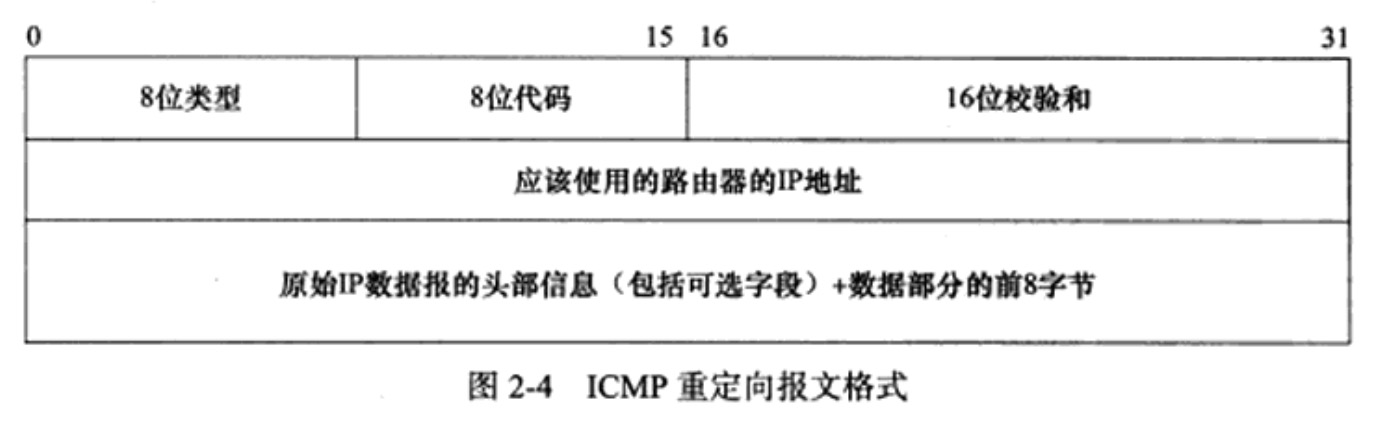 0 15 16 31
8位类型 8位代码 16位校验和
应该使用的路由器的IP地址
原始IP数据报的头部信息（包括可选字段）+数据部分的前8字节
图 2-4 ICMP 重定向报文格式